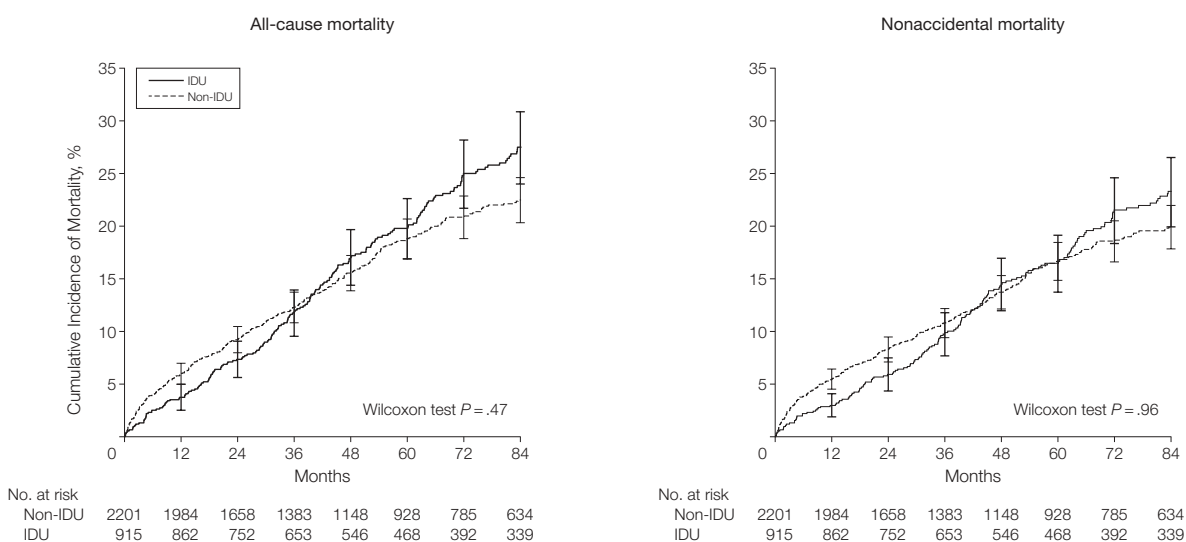 All-cause mortality
Cumulative Incidence of Mortality, %
35
30
25
20
15
10
5
0
IDU
Non-IDU
Wilcoxon test P = .47
12 24 36 48 60 72 84
Months
No. at risk
Non-IDU 2201 1984 1658 1383 1148 928 785 634
IDU 915 862 752 653 546 468 392 339
Nonaccidental mortality
35
30
25
20
15
10
5
0
Wilcoxon test P = .96
12 24 36 48 60 72 84
Months
No. at risk
Non-IDU 2201 1984 1658 1383 1148 928 785 634
IDU 915 862 752 653 546 468 392 339